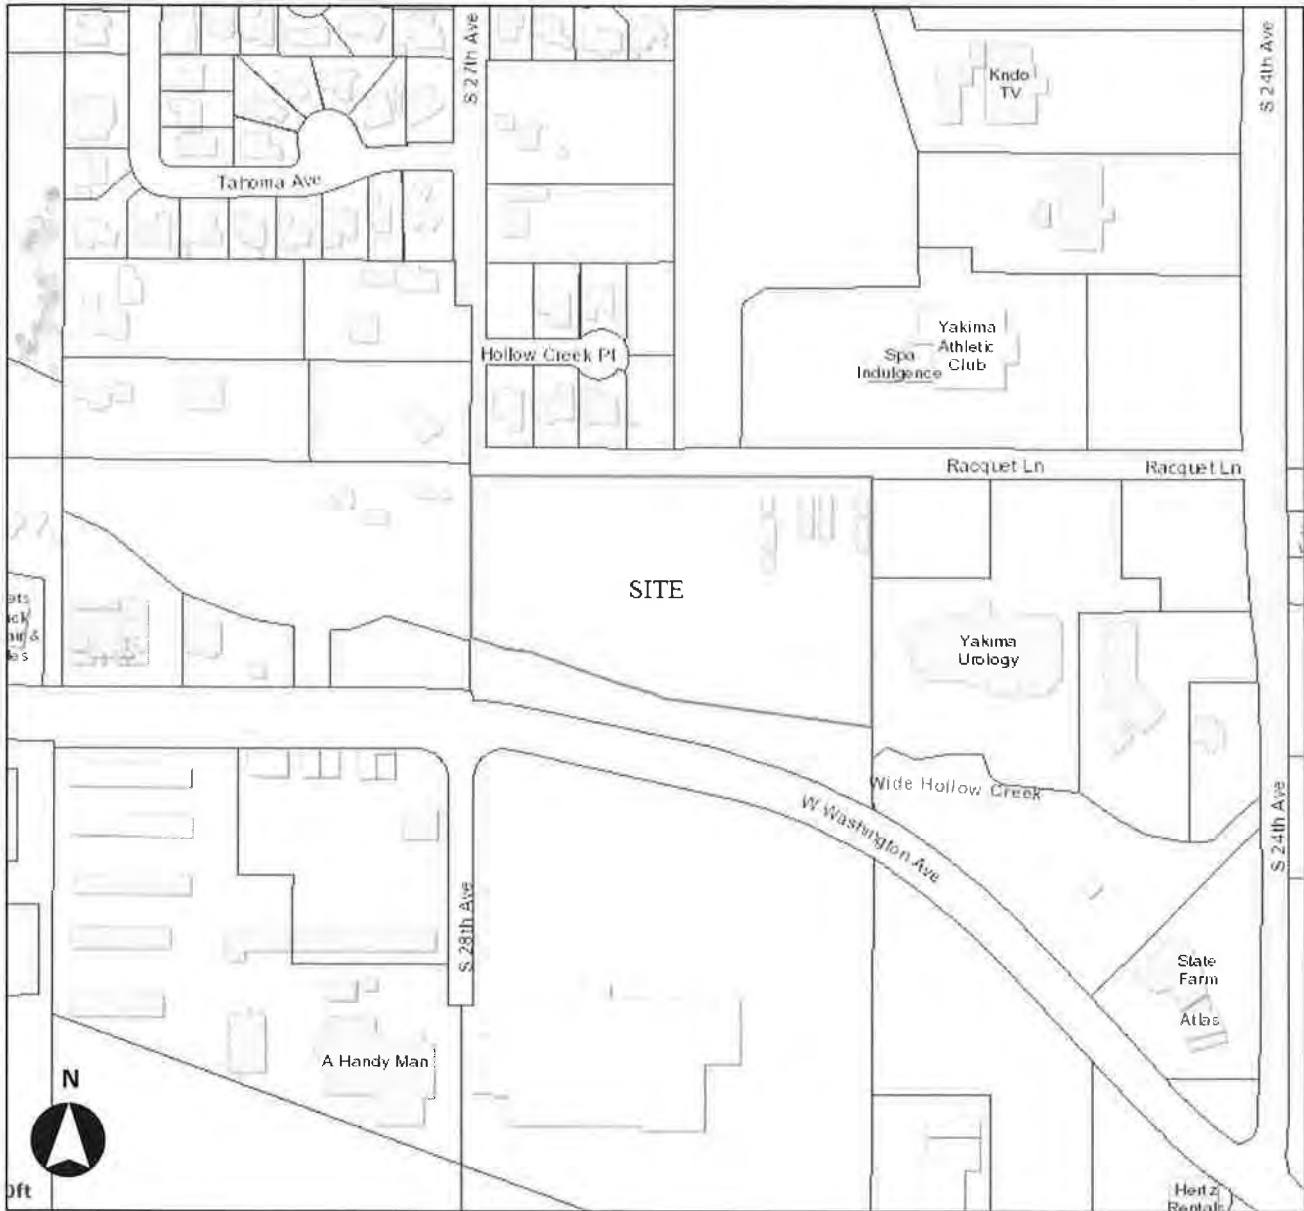 S 27th Ave
S 24th Ave
Kndo
TV
Tahoma Ave
Yakima
Athletic
Club
Spa
Indulgence
Hollow Creek Pl
Racquet Ln
Racquet Ln
SITE
Yakima
Urology
Wide Hollow Creek
W Washington Ave
S 24th Ave
S 28th Ave
State
Farm
Atlas
A Handy Man
N
0ft
Hertz
Rentals